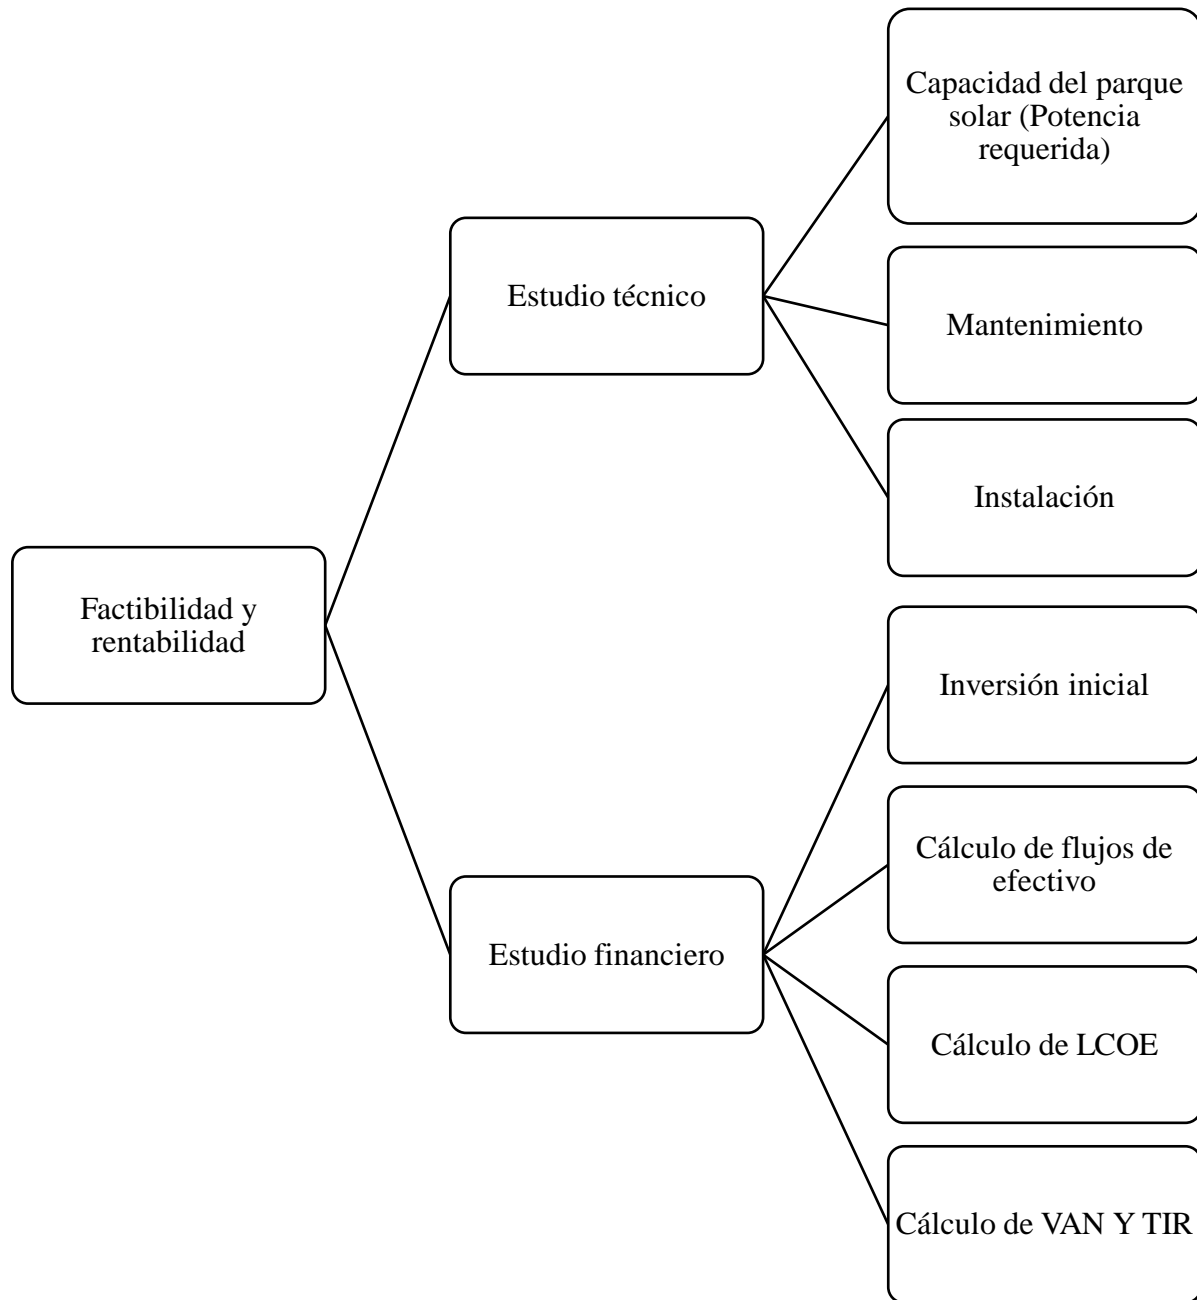 Capacidad del parque
solar (Potencia
requerida)
Estudio técnico
Mantenimiento
Instalación
Factibilidad y
rentabilidad
Inversión inicial
Cálculo de flujos de
efectivo
Estudio financiero
Cálculo de LCOE
Cálculo de VAN Y TIR